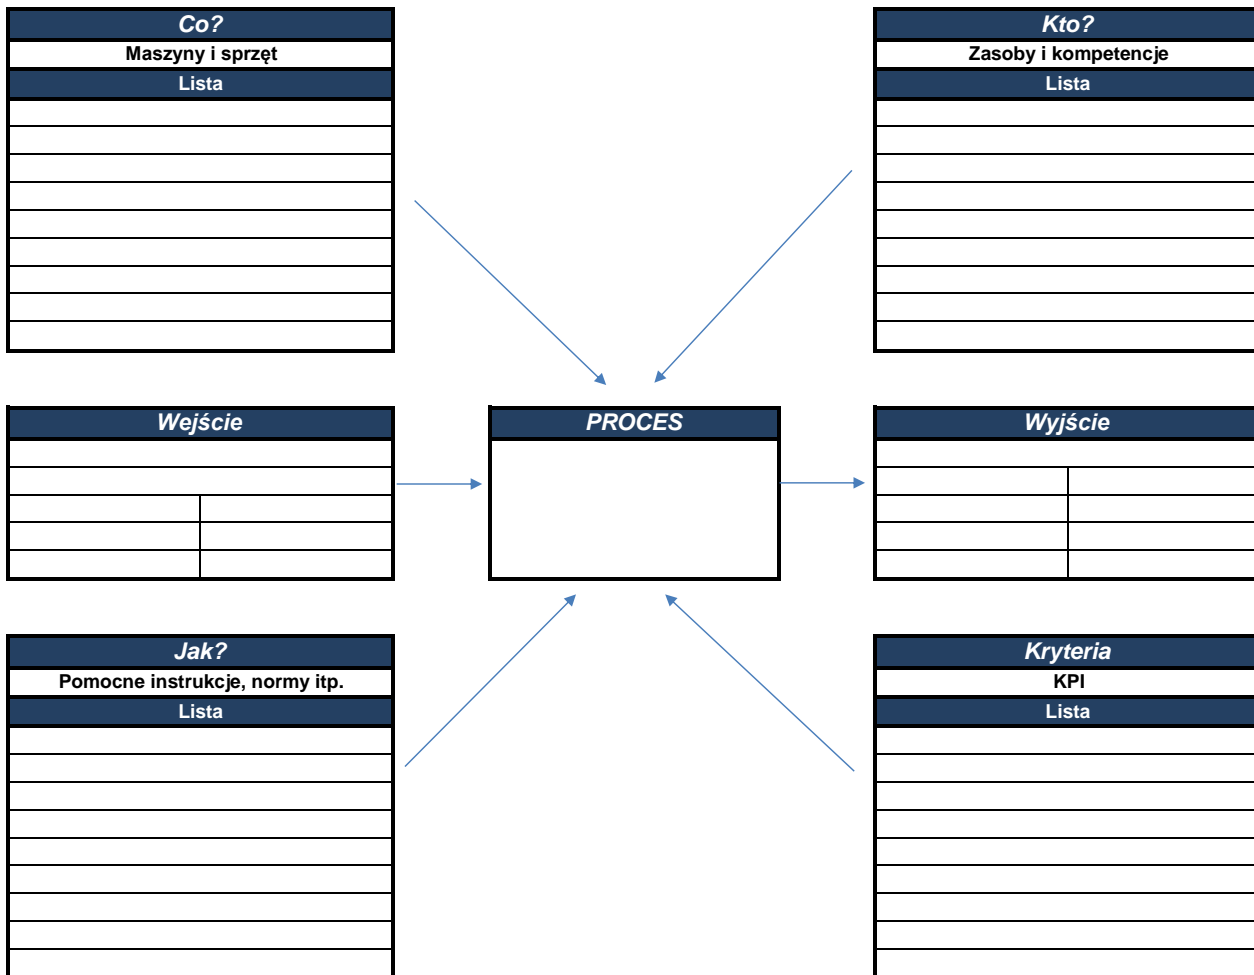 Co?
Maszyny i sprzęt
Lista
Kto?
Zasoby i kompetencje
Lista
Wejście
PROCES
Wyjście
Jak?
Pomocne instrukcje, normy itp.
Lista
Kryteria
KPI
Lista